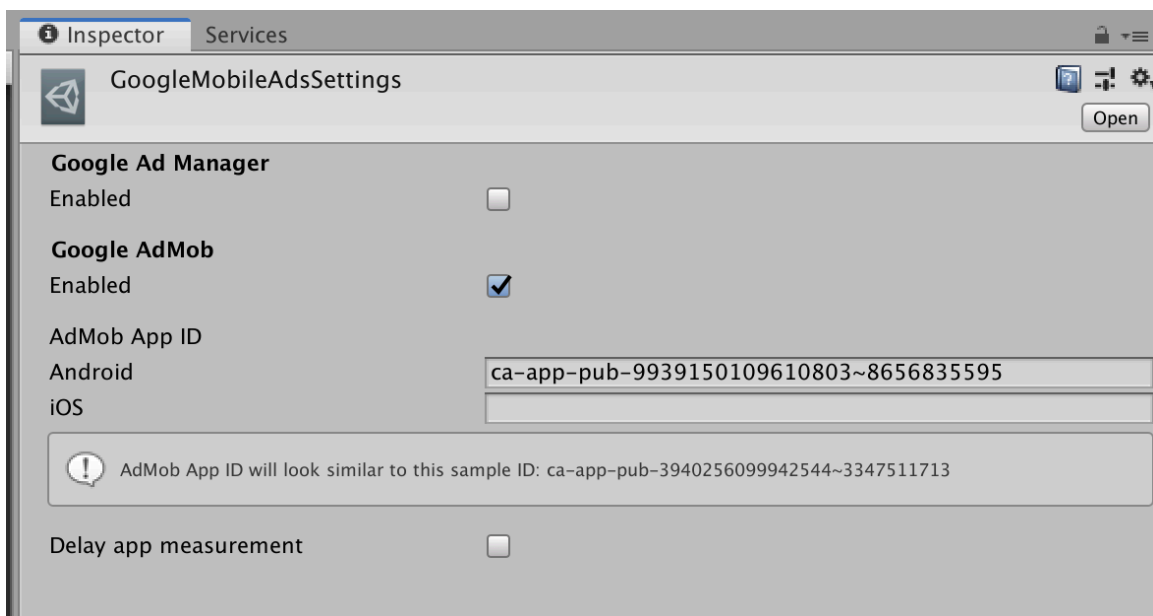 Inspector Services
GoogleMobileAdsSettings
Open
Google Ad Manager
Enabled
Google AdMob
Enabled
AdMob App ID
Android ca-app-pub-9939150109610803~8656835595
iOS
AdMob App ID will look similar to this sample ID: ca-app-pub-3940256099942544~3347511713
Delay app measurement